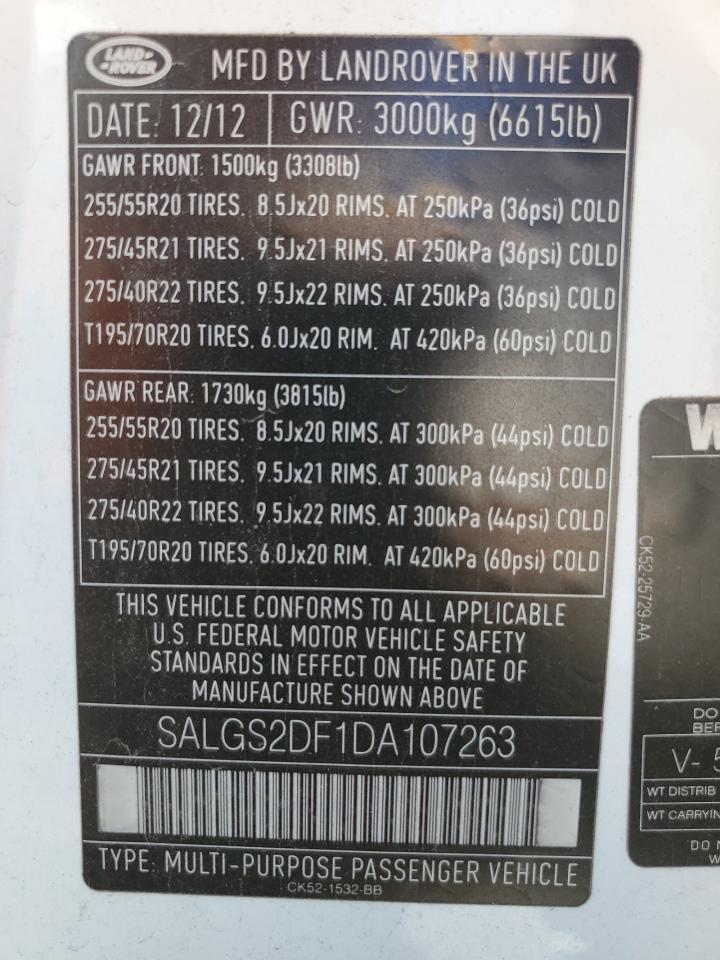 LAND ROVER
MFD BY LANDROVER IN THE UK
DATE: 12/12 GWR: 3000kg (6615lb)
GAWR FRONT: 1500kg (3308lb)
255/55R20 TIRES. 8.5Jx20 RIMS. AT 250kPa (36psi) COLD
275/45R21 TIRES. 9.5Jx21 RIMS. AT 250kPa (36psi) COLD
275/40R22 TIRES. 9.5Jx22 RIMS. AT 250kPa (36psi) COLD
T195/70R20 TIRES. 6.0Jx20 RIM. AT 420kPa (60psi) COLD
GAWR REAR: 1730kg (3815lb)
255/55R20 TIRES. 8.5Jx20 RIMS. AT 300kPa (44psi) COLD
275/45R21 TIRES. 9.5Jx21 RIMS. AT 300kPa (44psi) COLD
275/40R22 TIRES. 9.5Jx22 RIMS. AT 300kPa (44psi) COLD
T195/70R20 TIRES. 6.0Jx20 RIM. AT 420kPa (60psi) COLD
THIS VEHICLE CONFORMS TO ALL APPLICABLE
U.S. FEDERAL MOTOR VEHICLE SAFETY
STANDARDS IN EFFECT ON THE DATE OF
MANUFACTURE SHOWN ABOVE
SALGS2DF1DA107263
TYPE: MULTI-PURPOSE PASSENGER VEHICLE
CK52-1532-BB
CK52-25729-AA
DO
V- 5
WT DISTRIB
WT CARRYIN
DO